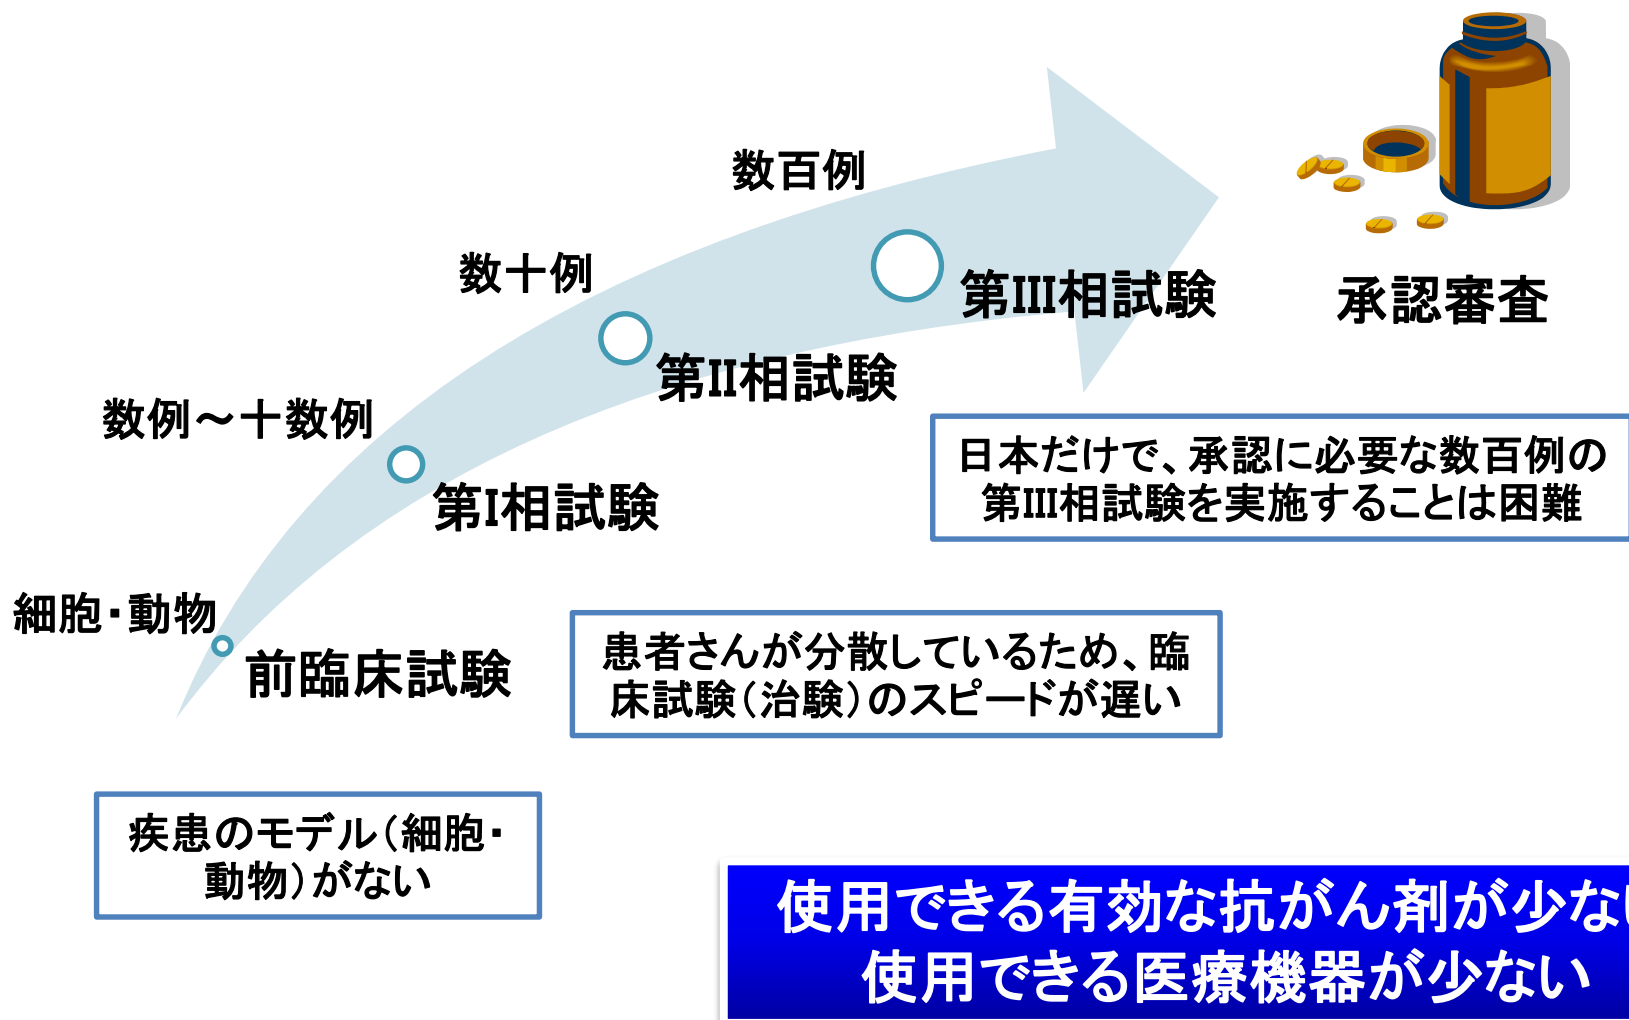 数百例
数十例
第III相試験
承認審査
第II相試験
数例～十数例
日本だけで、承認に必要な数百例の
第III相試験を実施することは困難
第I相試験
細胞・動物
前臨床試験
患者さんが分散しているため、臨
床試験（治験）のスピードが遅い
疾患のモデル（細胞・
動物）がない
使用できる有効な抗がん剤が少ない
使用できる医療機器が少ない